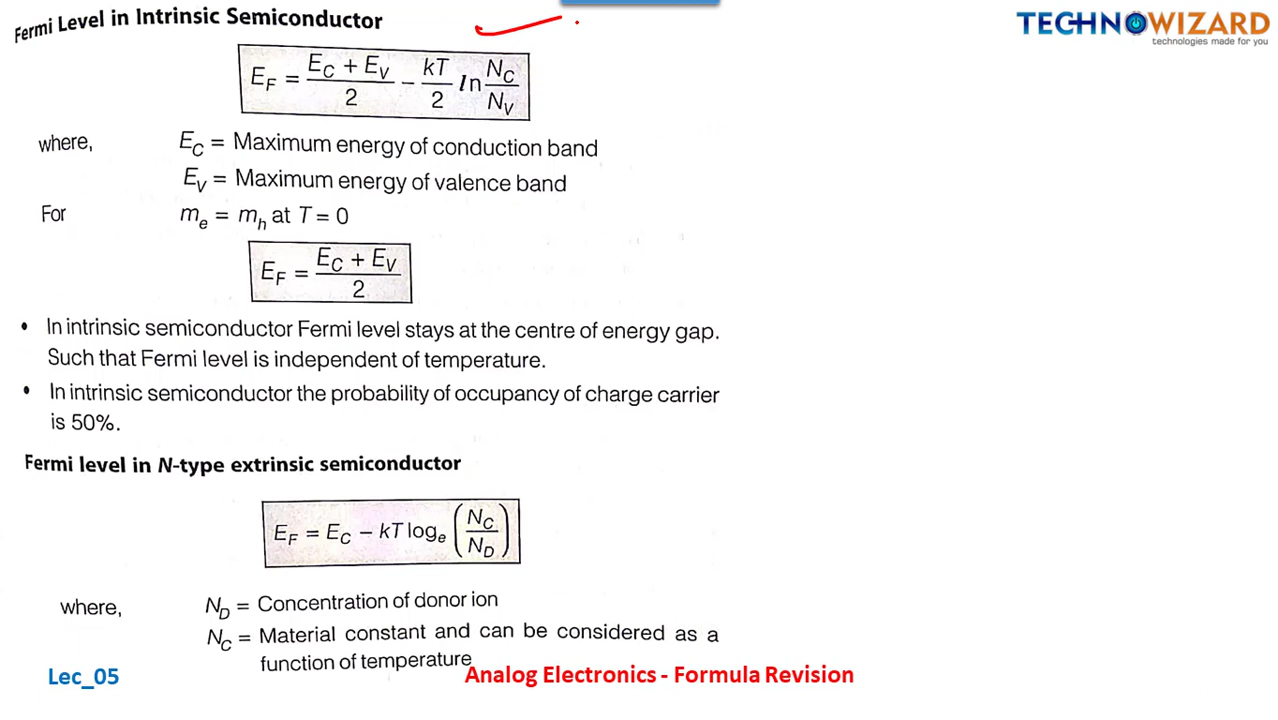 Fermi Level in Intrinsic Semiconductor
TECHNOWIZARD
technologies made for you
E_F = (E_C + E_V)/2 − kT/2 ln N_C/N_V
where, E_C = Maximum energy of conduction band
E_V = Maximum energy of valence band
For m_e = m_h at T = 0
E_F = (E_C + E_V)/2
• In intrinsic semiconductor Fermi level stays at the centre of energy gap.
Such that Fermi level is independent of temperature.
• In intrinsic semiconductor the probability of occupancy of charge carrier
is 50%.
Fermi level in N-type extrinsic semiconductor
E_F = E_C − kT log_e (N_C/N_D)
where, N_D = Concentration of donor ion
N_C = Material constant and can be considered as a
function of temperature
Lec_05
Analog Electronics - Formula Revision